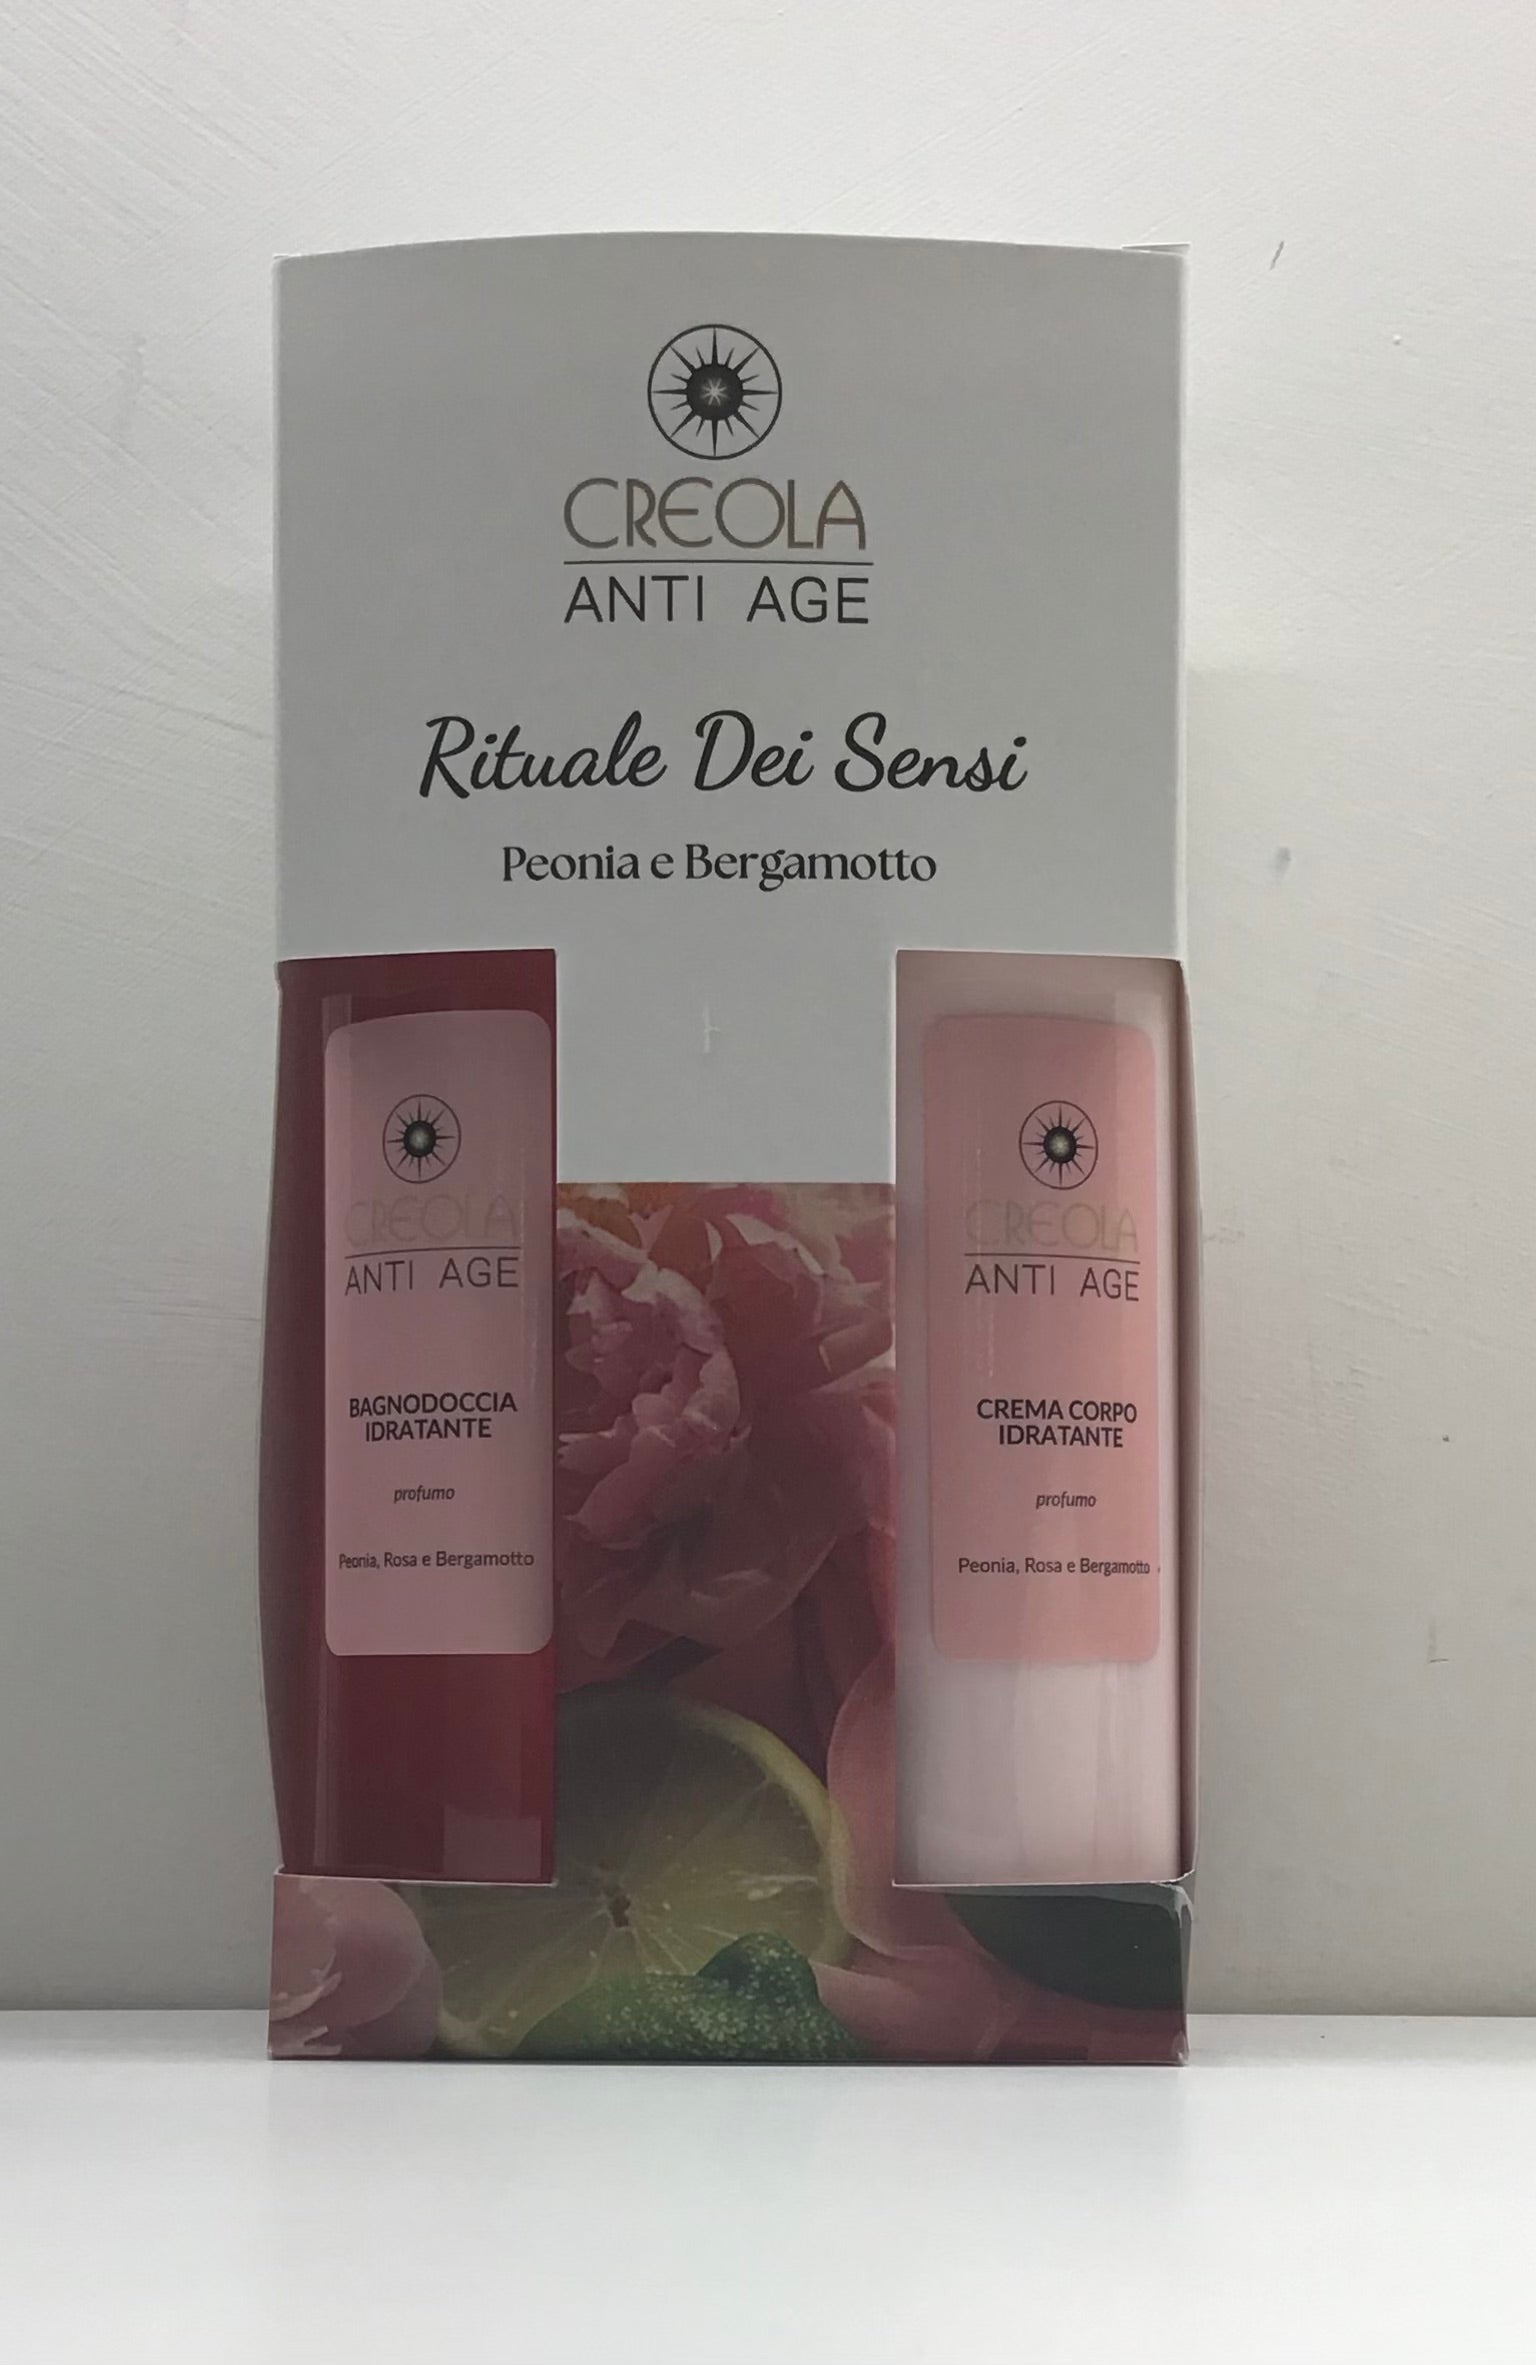 CREOLA
ANTI AGE
Rituale Dei Sensi
Peonia e Bergamotto
CREOLA
ANTI AGE
BAGNODOCCIA
IDRATANTE
profumo
Peonia, Rosa e Bergamotto
CREOLA
ANTI AGE
CREMA CORPO
IDRATANTE
profumo
Peonia, Rosa e Bergamotto